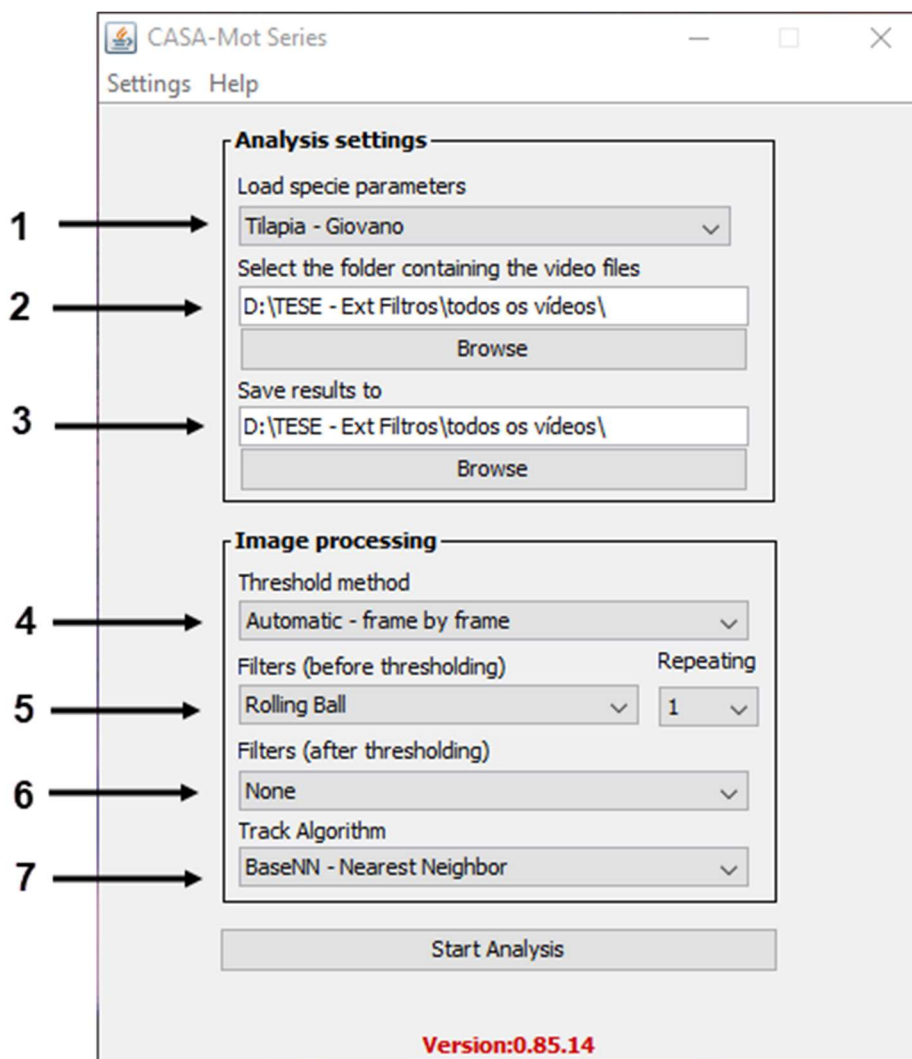 CASA-Mot Series
Settings Help
Analysis settings
Load specie parameters
1
Tilapia - Giovano
Select the folder containing the video files
2
D:\TESE - Ext Filtros\todos os vídeos\
Browse
Save results to
3
D:\TESE - Ext Filtros\todos os vídeos\
Browse
Image processing
Threshold method
4
Automatic - frame by frame
Filters (before thresholding) Repeating
5
Rolling Ball 1
Filters (after thresholding)
6
None
Track Algorithm
7
BaseNN - Nearest Neighbor
Start Analysis
Version:0.85.14